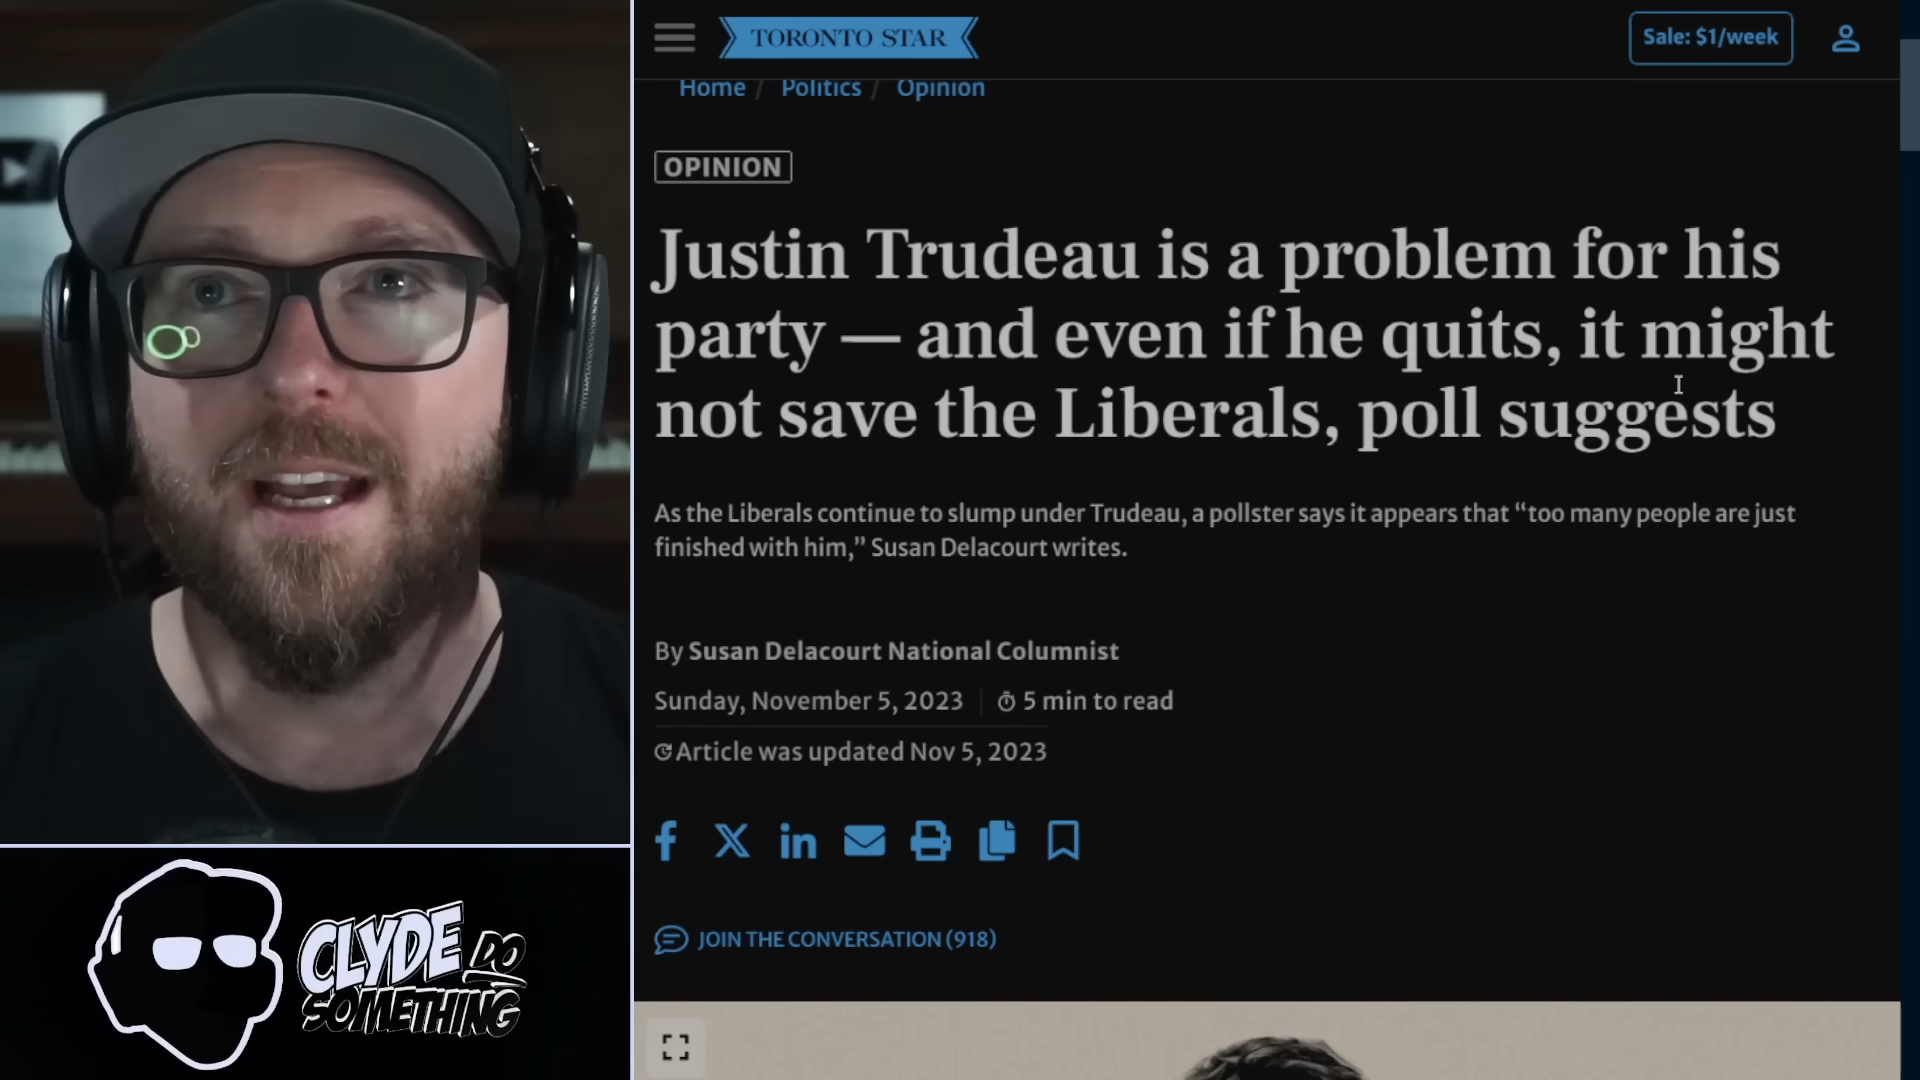 TORONTO STAR
Sale: $1/week
Home / Politics / Opinion
OPINION
Justin Trudeau is a problem for his
party — and even if he quits, it might
not save the Liberals, poll suggests
As the Liberals continue to slump under Trudeau, a pollster says it appears that “too many people are just
finished with him,” Susan Delacourt writes.
By Susan Delacourt National Columnist
Sunday, November 5, 2023 | 5 min to read
Article was updated Nov 5, 2023
JOIN THE CONVERSATION (918)
CLYDE DO
SOMETHING